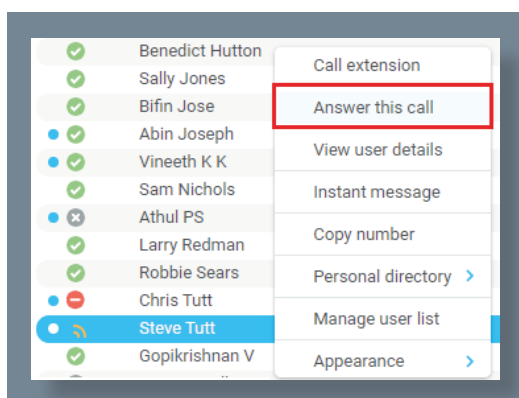 Benedict Hutton
Sally Jones
Bifin Jose
Abin Joseph
Vineeth K K
Sam Nichols
Athul PS
Larry Redman
Robbie Sears
Chris Tutt
Steve Tutt
Gopikrishnan V
Call extension
Answer this call
View user details
Instant message
Copy number
Personal directory
Manage user list
Appearance